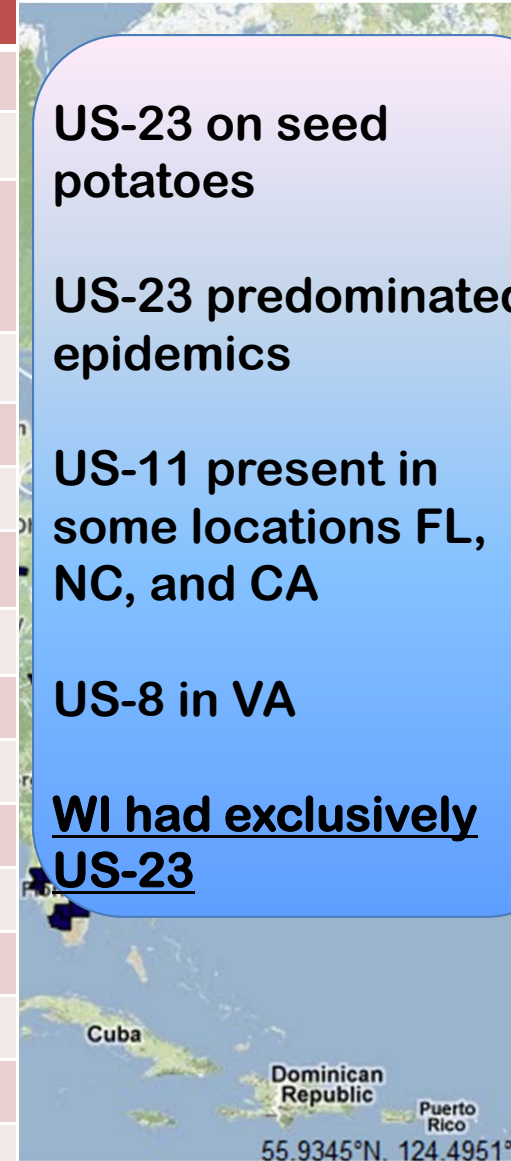 US-23 on seed
potatoes
US-23 predominated
epidemics
US-11 present in
some locations FL,
NC, and CA
US-8 in VA
WI had exclusively
US-23
Cuba
Dominican
Republic
Puerto
Rico
55.9345°N, 124.4951°